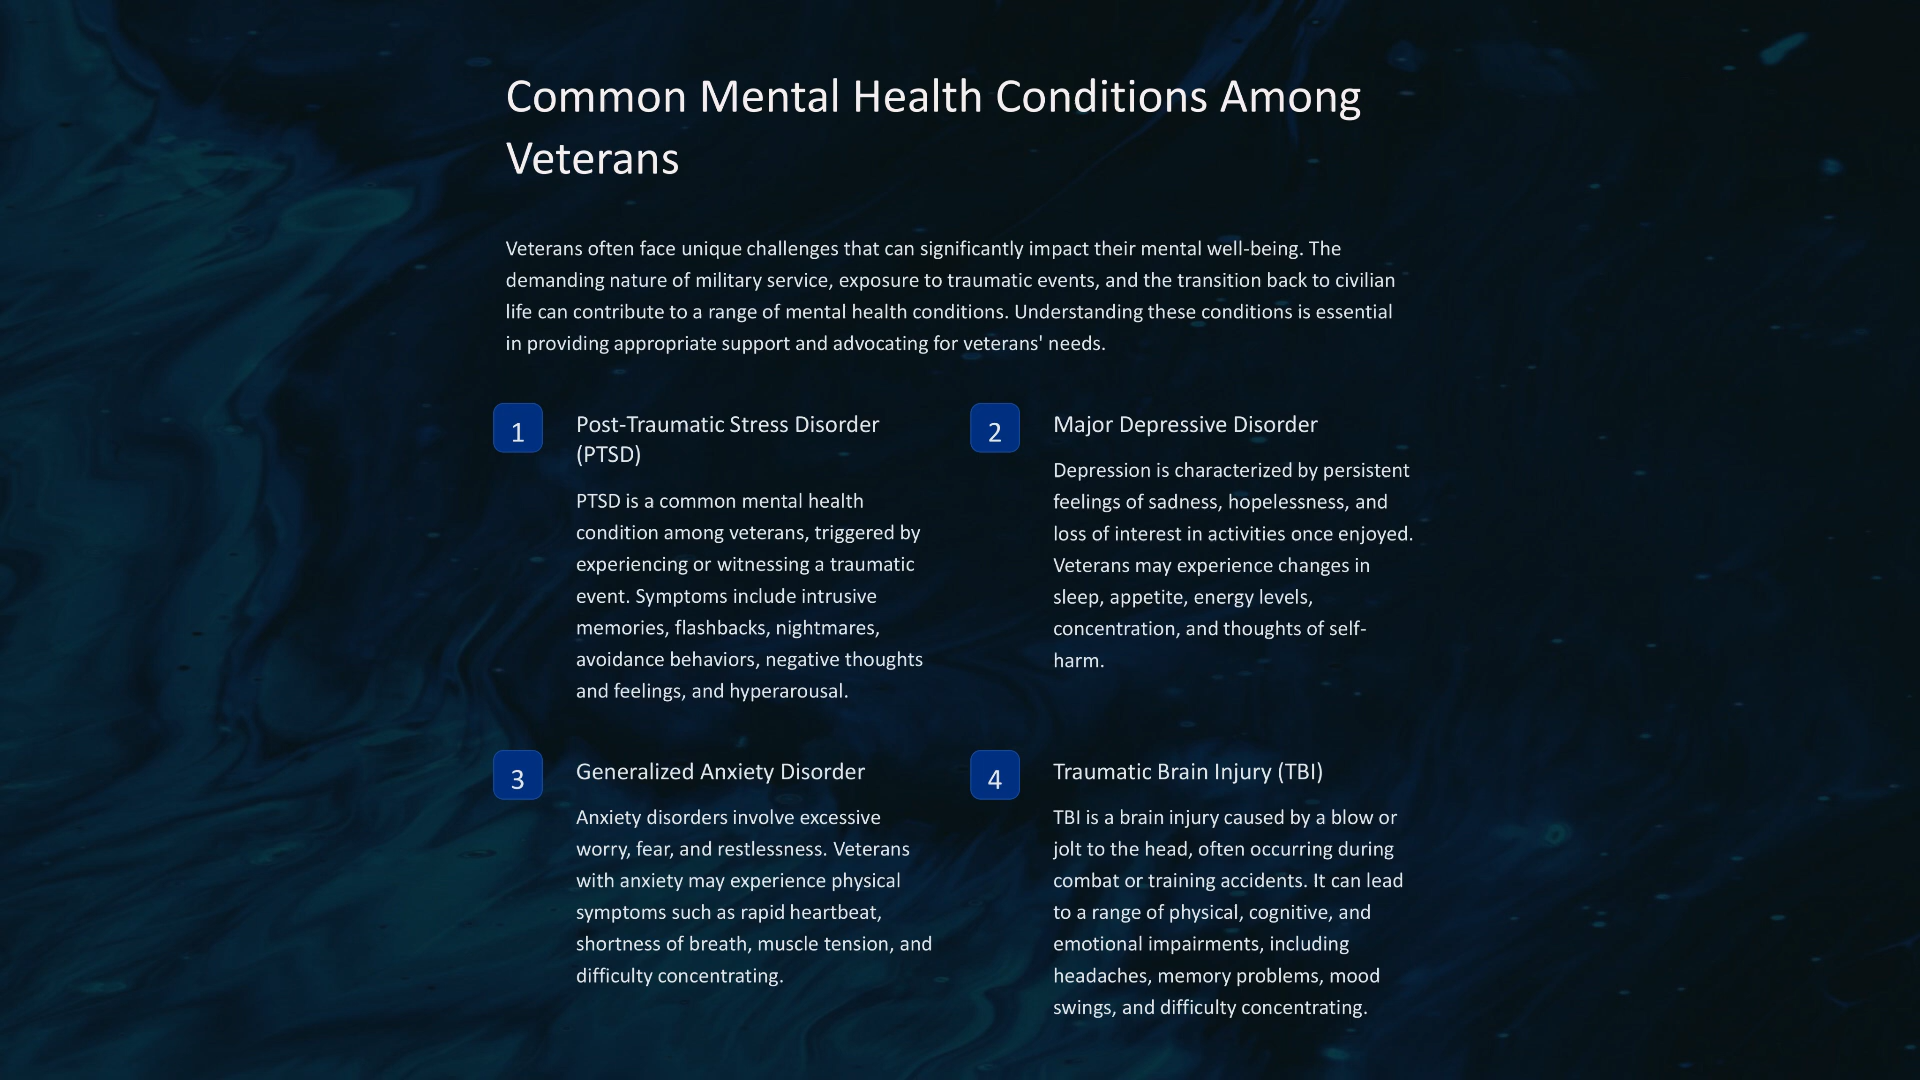 Common Mental Health Conditions Among
Veterans
Veterans often face unique challenges that can significantly impact their mental well-being. The
demanding nature of military service, exposure to traumatic events, and the transition back to civilian
life can contribute to a range of mental health conditions. Understanding these conditions is essential
in providing appropriate support and advocating for veterans' needs.
1
Post-Traumatic Stress Disorder
(PTSD)
PTSD is a common mental health
condition among veterans, triggered by
experiencing or witnessing a traumatic
event. Symptoms include intrusive
memories, flashbacks, nightmares,
avoidance behaviors, negative thoughts
and feelings, and hyperarousal.
2
Major Depressive Disorder
Depression is characterized by persistent
feelings of sadness, hopelessness, and
loss of interest in activities once enjoyed.
Veterans may experience changes in
sleep, appetite, energy levels,
concentration, and thoughts of self-
harm.
3
Generalized Anxiety Disorder
Anxiety disorders involve excessive
worry, fear, and restlessness. Veterans
with anxiety may experience physical
symptoms such as rapid heartbeat,
shortness of breath, muscle tension, and
difficulty concentrating.
4
Traumatic Brain Injury (TBI)
TBI is a brain injury caused by a blow or
jolt to the head, often occurring during
combat or training accidents. It can lead
to a range of physical, cognitive, and
emotional impairments, including
headaches, memory problems, mood
swings, and difficulty concentrating.